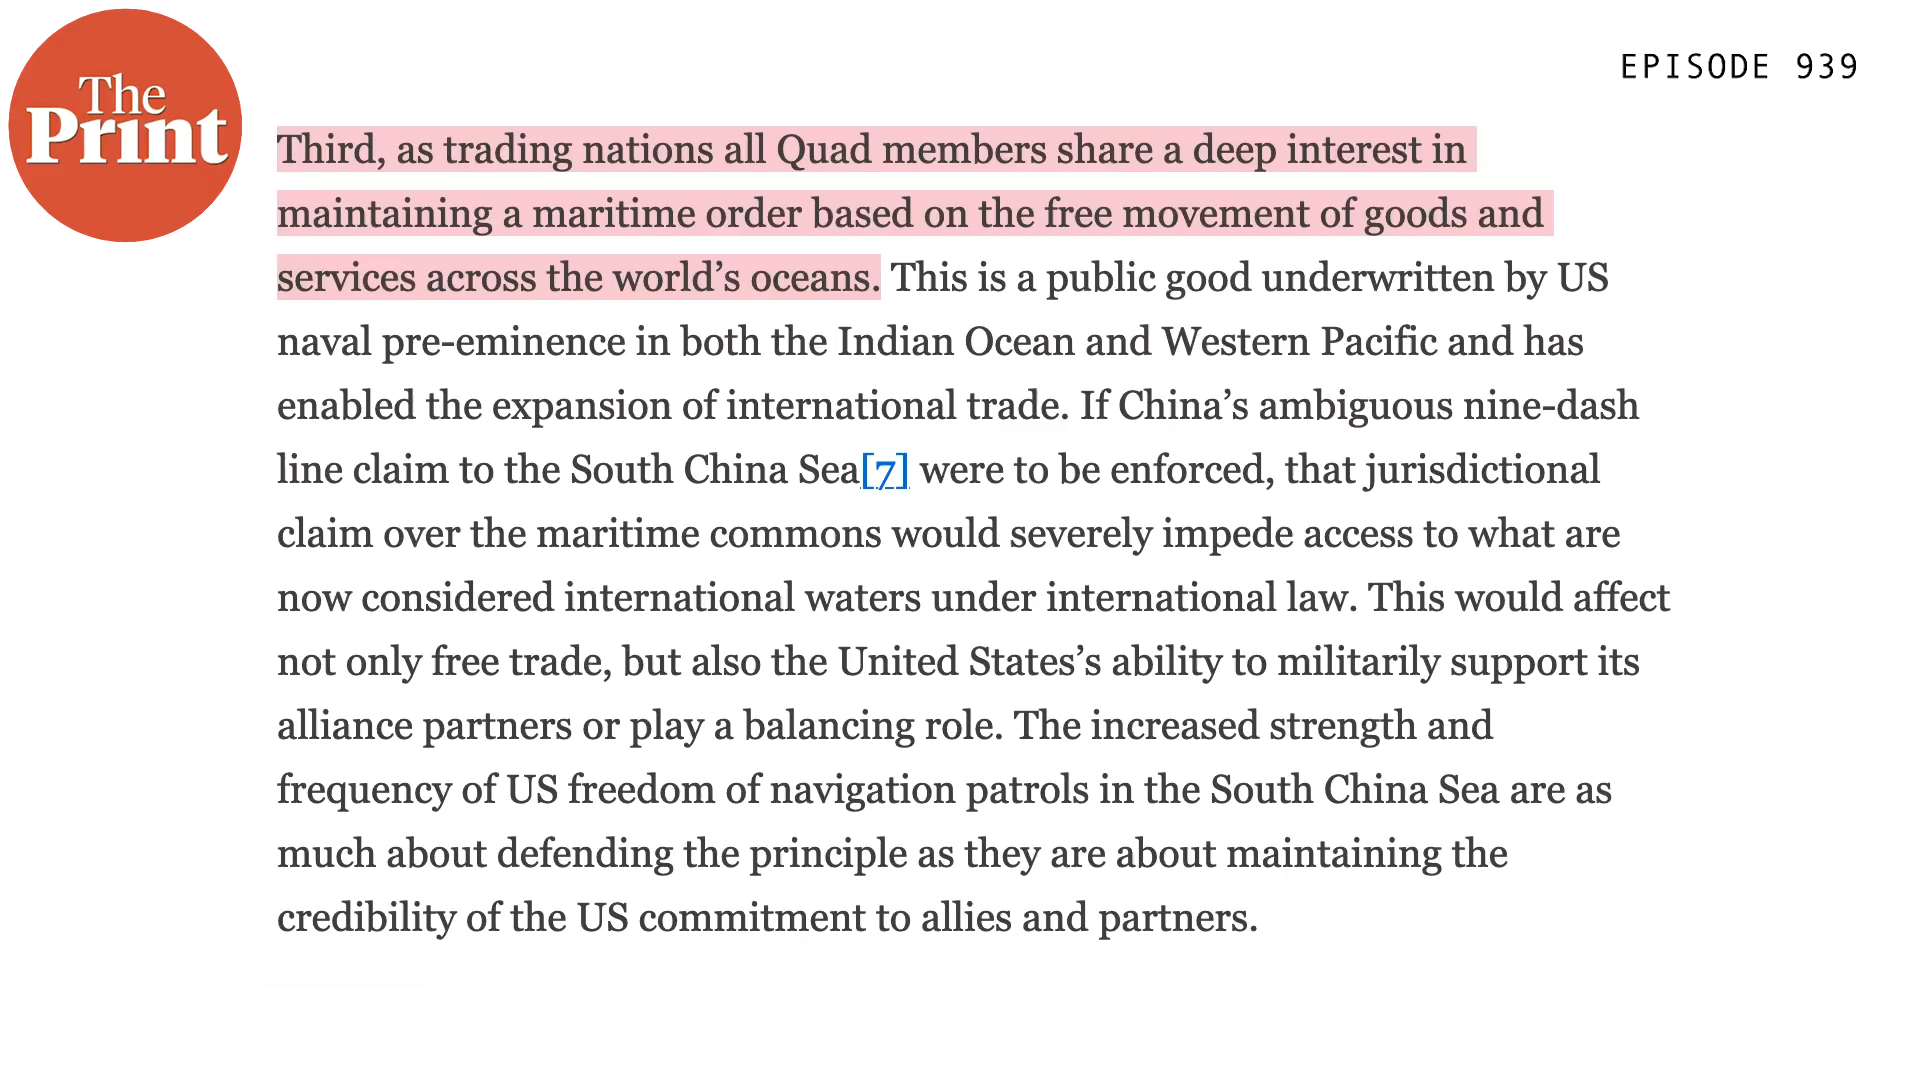 The
Print
EPISODE 939
Third, as trading nations all Quad members share a deep interest in
maintaining a maritime order based on the free movement of goods and
services across the world’s oceans. This is a public good underwritten by US
naval pre-eminence in both the Indian Ocean and Western Pacific and has
enabled the expansion of international trade. If China’s ambiguous nine-dash
line claim to the South China Sea[7] were to be enforced, that jurisdictional
claim over the maritime commons would severely impede access to what are
now considered international waters under international law. This would affect
not only free trade, but also the United States’s ability to militarily support its
alliance partners or play a balancing role. The increased strength and
frequency of US freedom of navigation patrols in the South China Sea are as
much about defending the principle as they are about maintaining the
credibility of the US commitment to allies and partners.